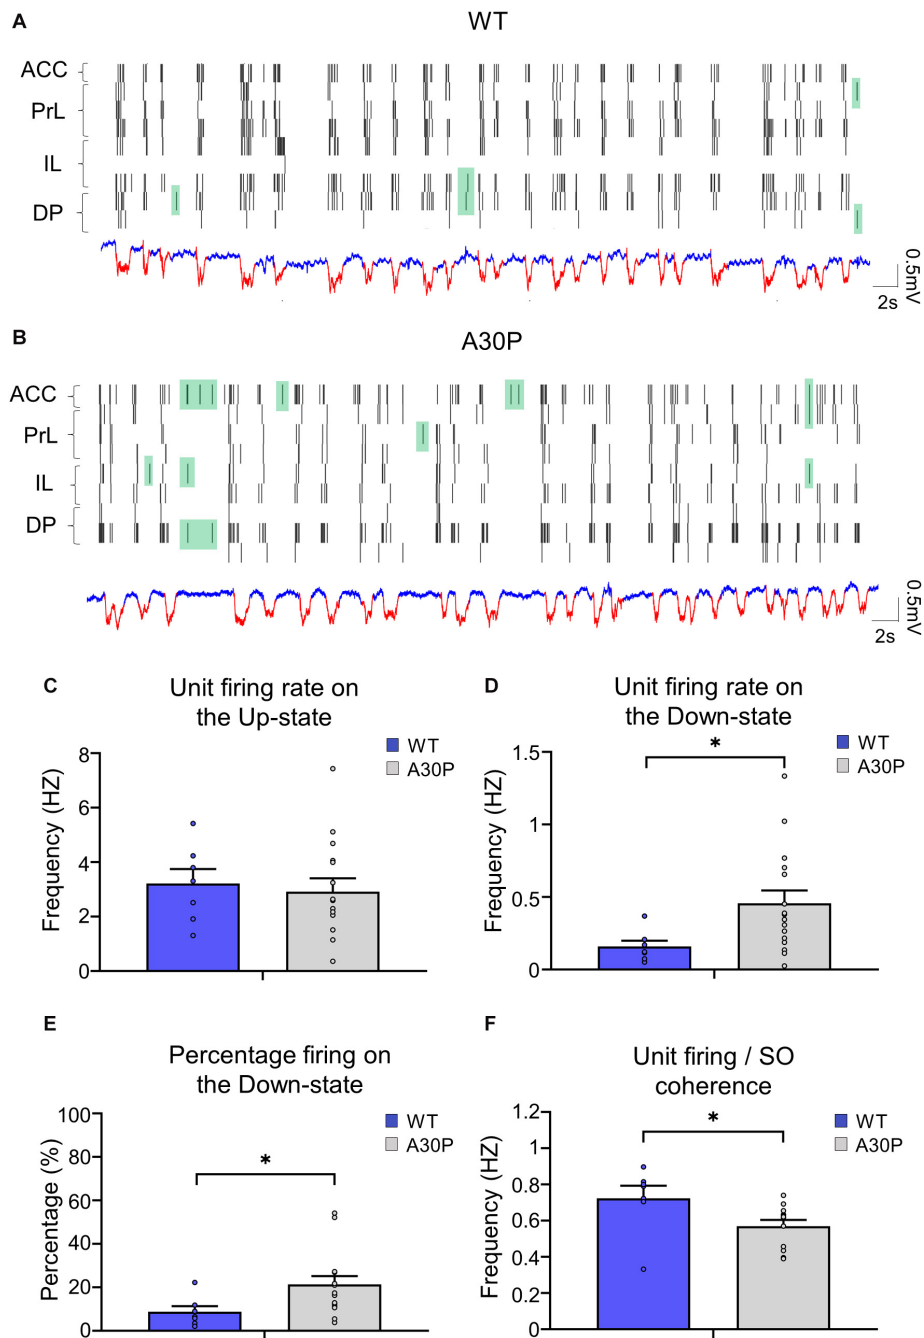 A
WT
ACC
PrL
IL
DP
0.5mV
2s
B
A30P
ACC
PrL
IL
DP
0.5mV
2s
C
Unit firing rate on
the Up-state
WT
A30P
Frequency (HZ)
8
6
4
2
0
D
Unit firing rate on
the Down-state
*
WT
A30P
Frequency (HZ)
1.5
1
0.5
0
E
Percentage firing on
the Down-state
WT
A30P
*
Percentage (%)
100
80
60
40
20
0
F
Unit firing / SO
coherence
WT
A30P
*
Frequency (HZ)
1.2
1
0.8
0.6
0.4
0.2
0